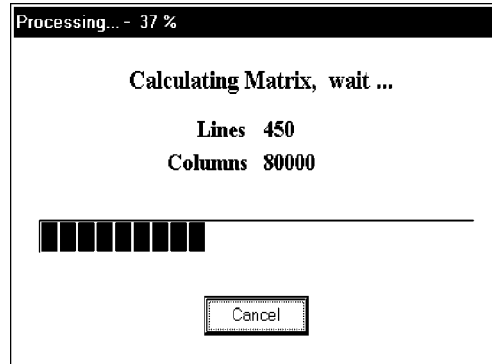 Processing... - 37 %
Calculating Matrix, wait ...
Lines 450
Columns 80000
Cancel